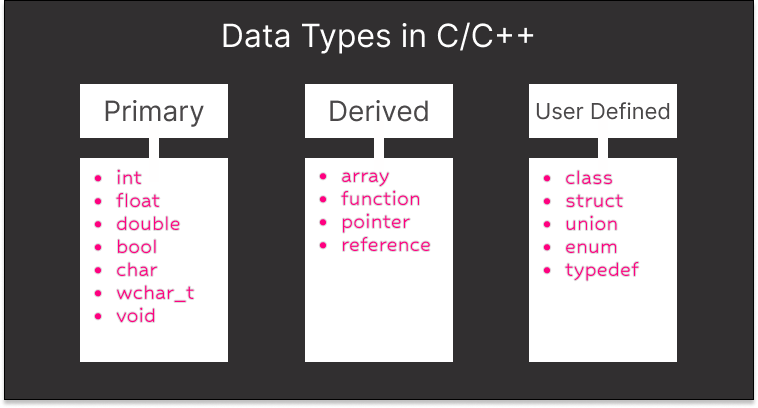 Data Types in C/C++
Primary
• int
• float
• double
• bool
• char
• wchar_t
• void
Derived
• array
• function
• pointer
• reference
User Defined
• class
• struct
• union
• enum
• typedef